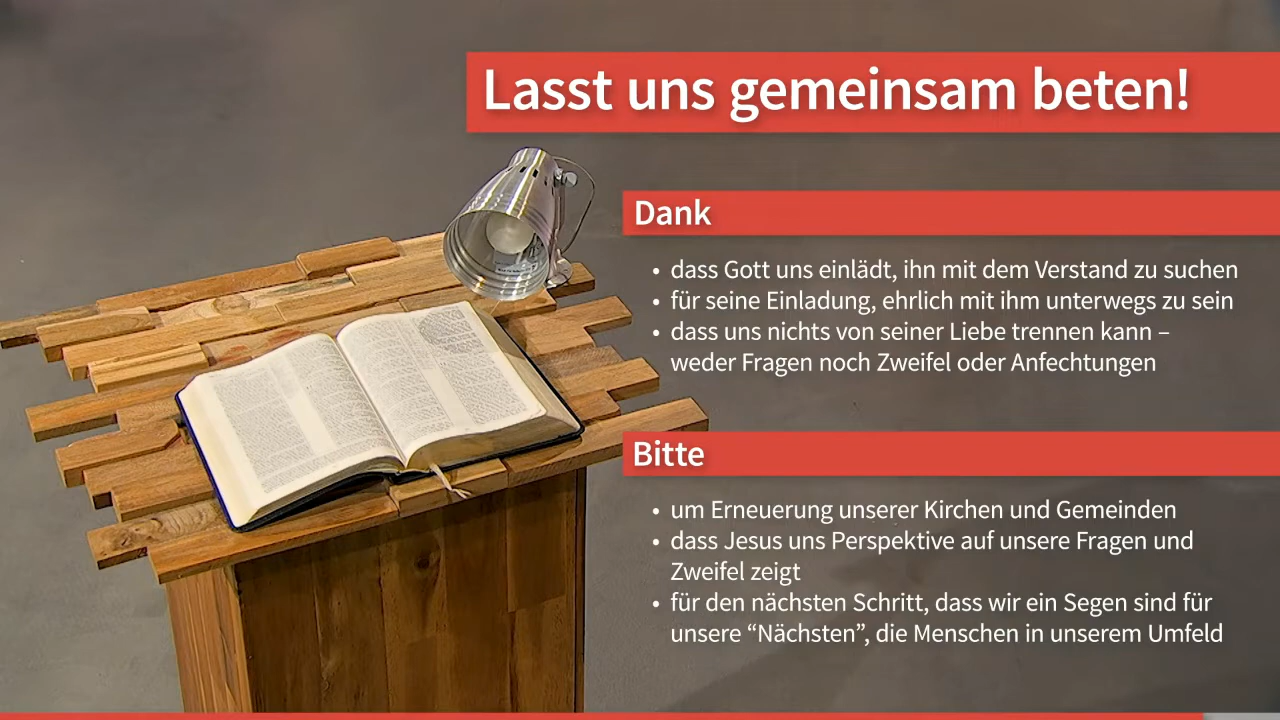 Lasst uns gemeinsam beten!
Dank
• dass Gott uns einlädt, ihn mit dem Verstand zu suchen
• für seine Einladung, ehrlich mit ihm unterwegs zu sein
• dass uns nichts von seiner Liebe trennen kann –
weder Fragen noch Zweifel oder Anfechtungen
Bitte
• um Erneuerung unserer Kirchen und Gemeinden
• dass Jesus uns Perspektive auf unsere Fragen und
Zweifel zeigt
• für den nächsten Schritt, dass wir ein Segen sind für
unsere “Nächsten”, die Menschen in unserem Umfeld